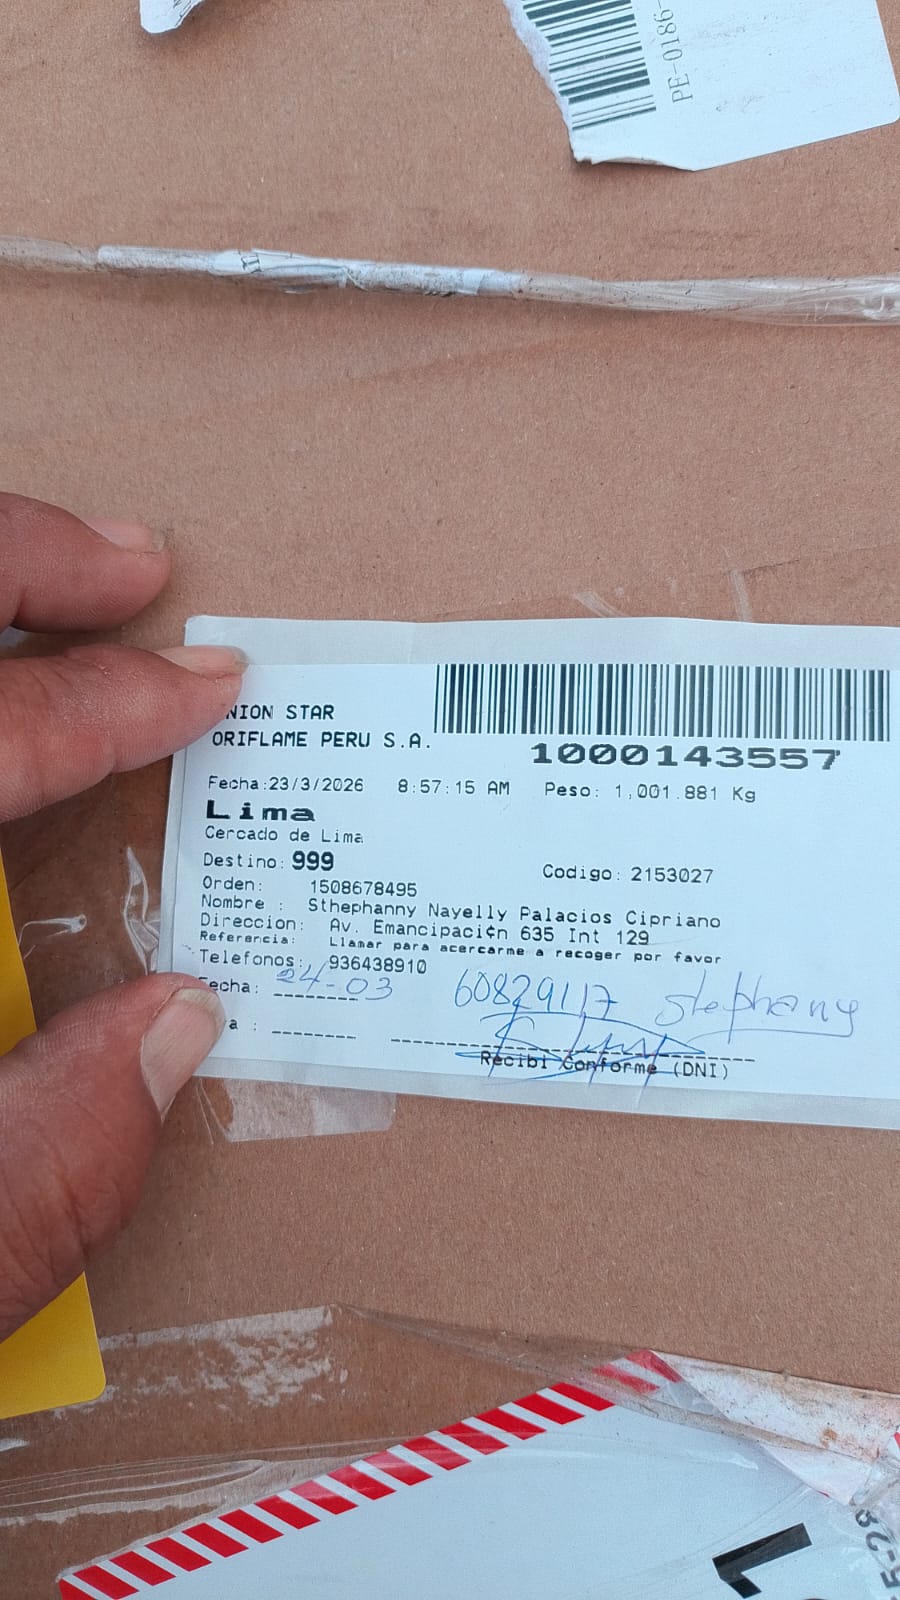 PE-0186-
NION STAR
ORIFLAME PERU S.A.
1000143557
Fecha:23/3/2026 8:57:15 AM Peso: 1,001.881 Kg
Lima
Cercado de Lima
Destino: 999 Codigo: 2153027
Orden: 1508678495
Nombre : Sthephanny Nayelly Palacios Cipriano
Direccion: Av. Emancipaci¢n 635 Int 129
Referencia: Llamar para acercarme a recoger por favor
Telefonos: 936438910
echa: 24-03 60829117 Stephany
a :
Recibi Conforme (DNI)